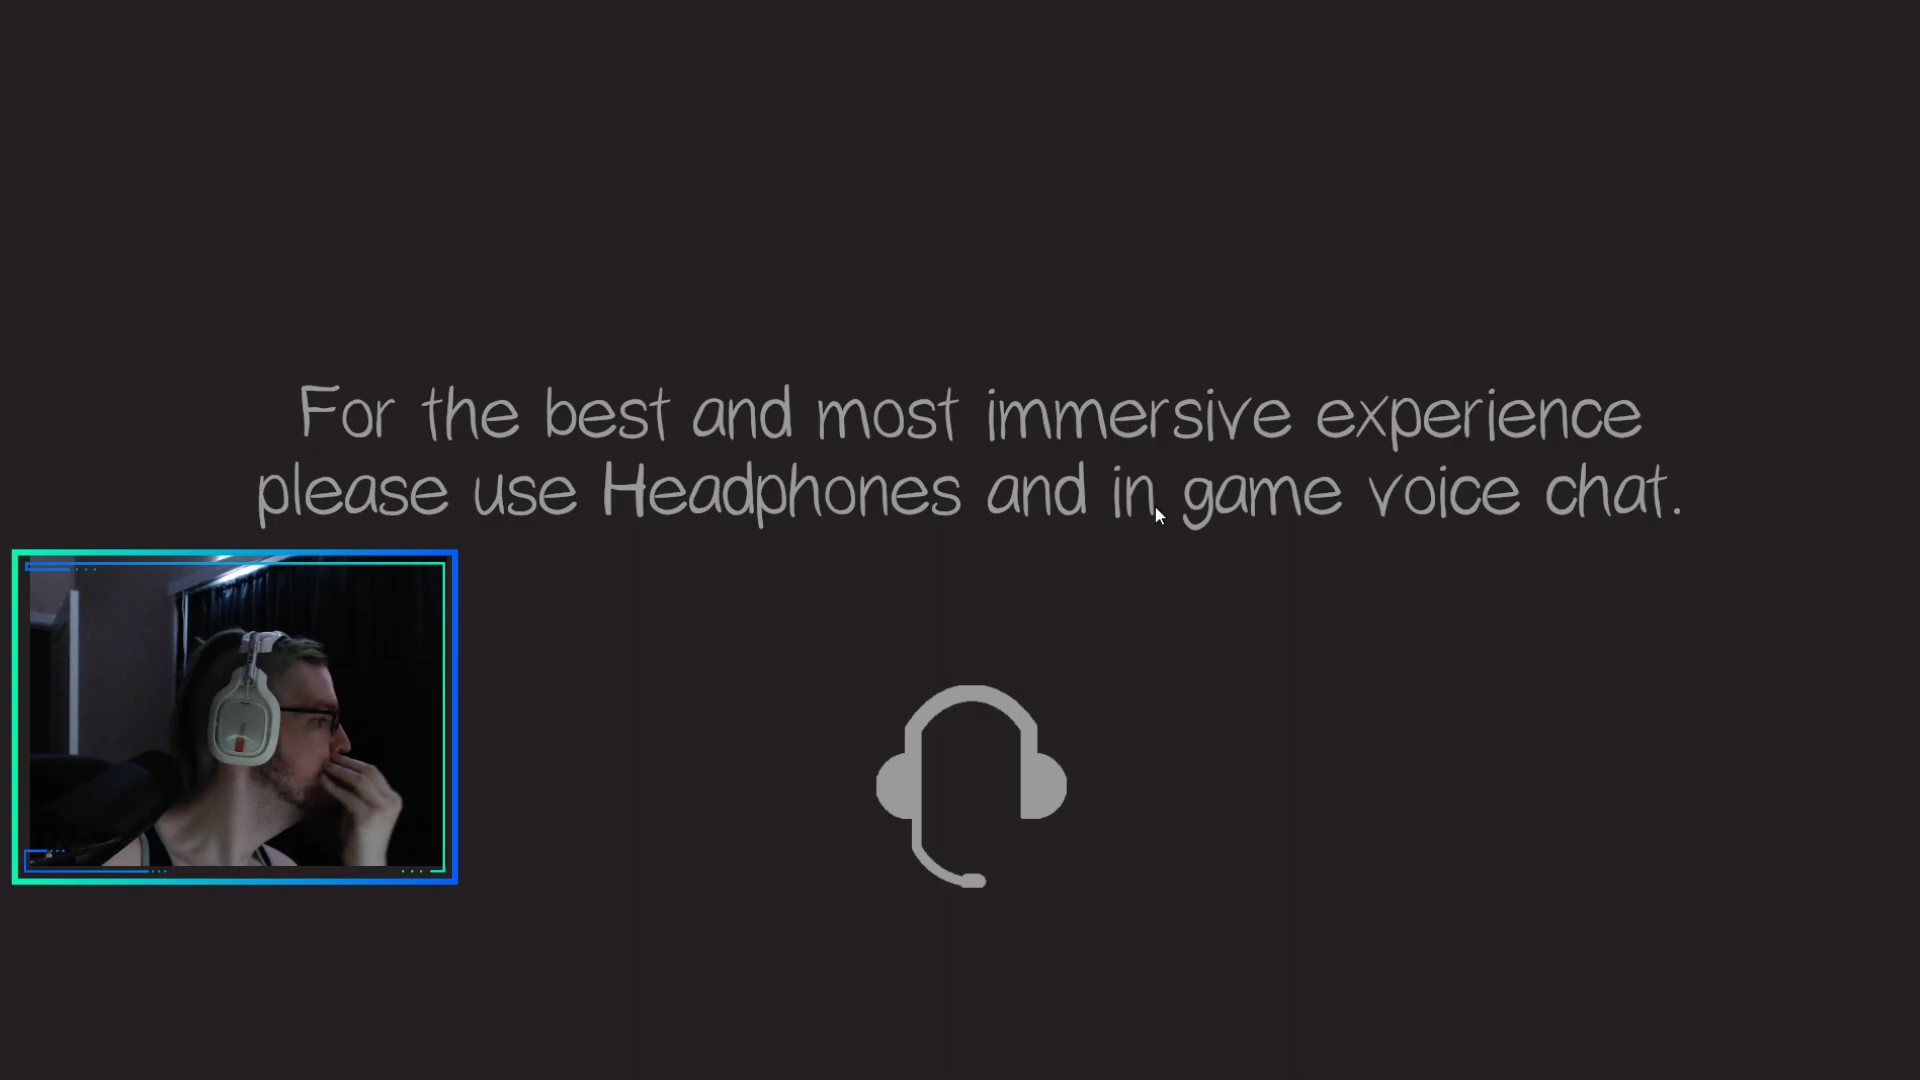 For the best and most immersive experience
please use Headphones and in game voice chat.